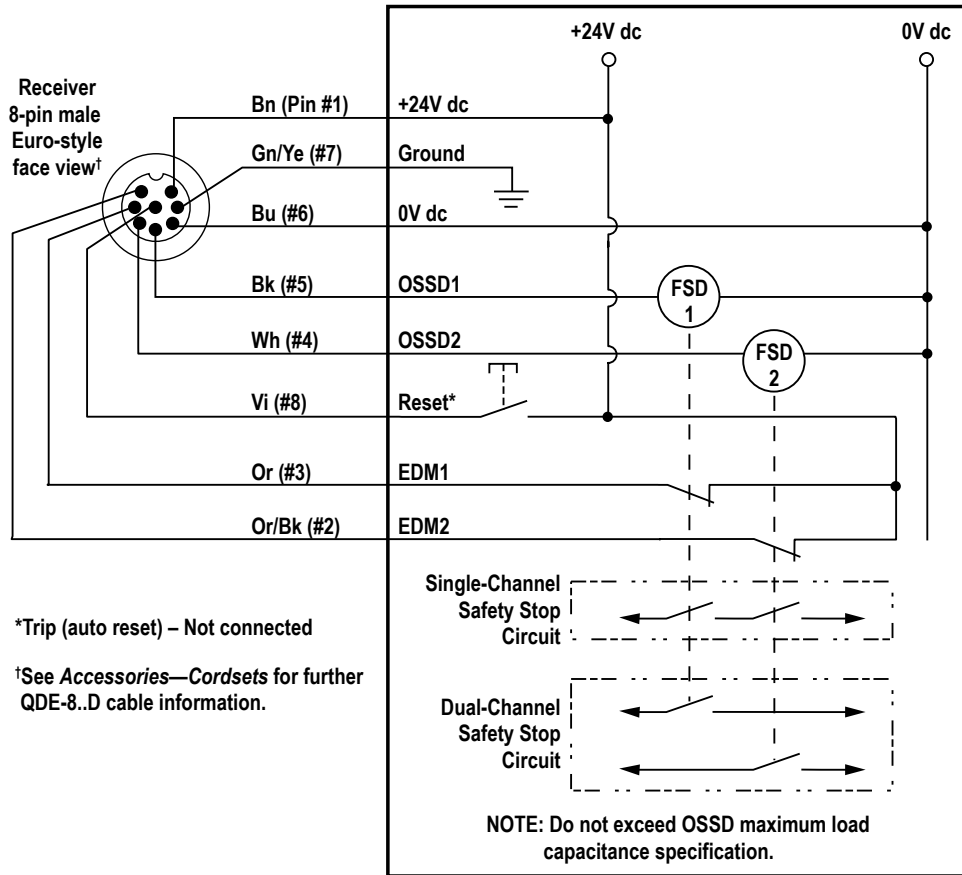 +24V dc
0V dc
Receiver
8-pin male
Euro-style
face view†
Bn (Pin #1)
+24V dc
Gn/Ye (#7)
Ground
Bu (#6)
0V dc
Bk (#5)
OSSD1
FSD
1
Wh (#4)
OSSD2
FSD
2
Vi (#8)
Reset*
Or (#3)
EDM1
Or/Bk (#2)
EDM2
Single-Channel
Safety Stop
Circuit
*Trip (auto reset) – Not connected
†See Accessories—Cordsets for further
QDE-8..D cable information.
Dual-Channel
Safety Stop
Circuit
NOTE: Do not exceed OSSD maximum load
capacitance specification.